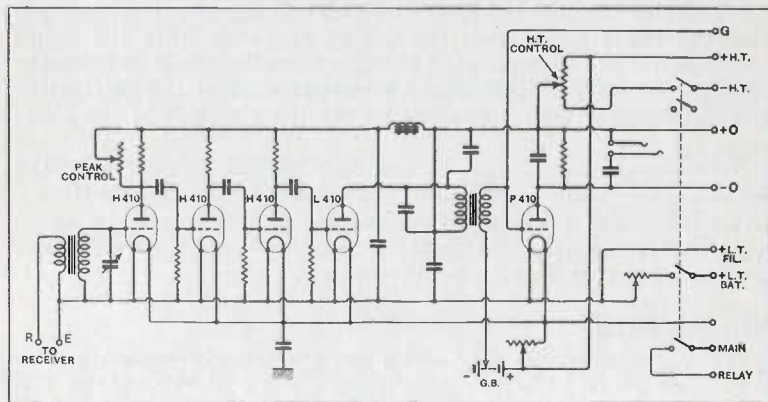 H.T.
CONTROL
G
+H.T.
-H.T.
+O
PEAK
CONTROL
-O
H 410
H 410
H 410
L 410
P 410
+L.T.
FIL.
+L.T.
BAT.
R E
TO
RECEIVER
- G.B. +
MAIN
RELAY